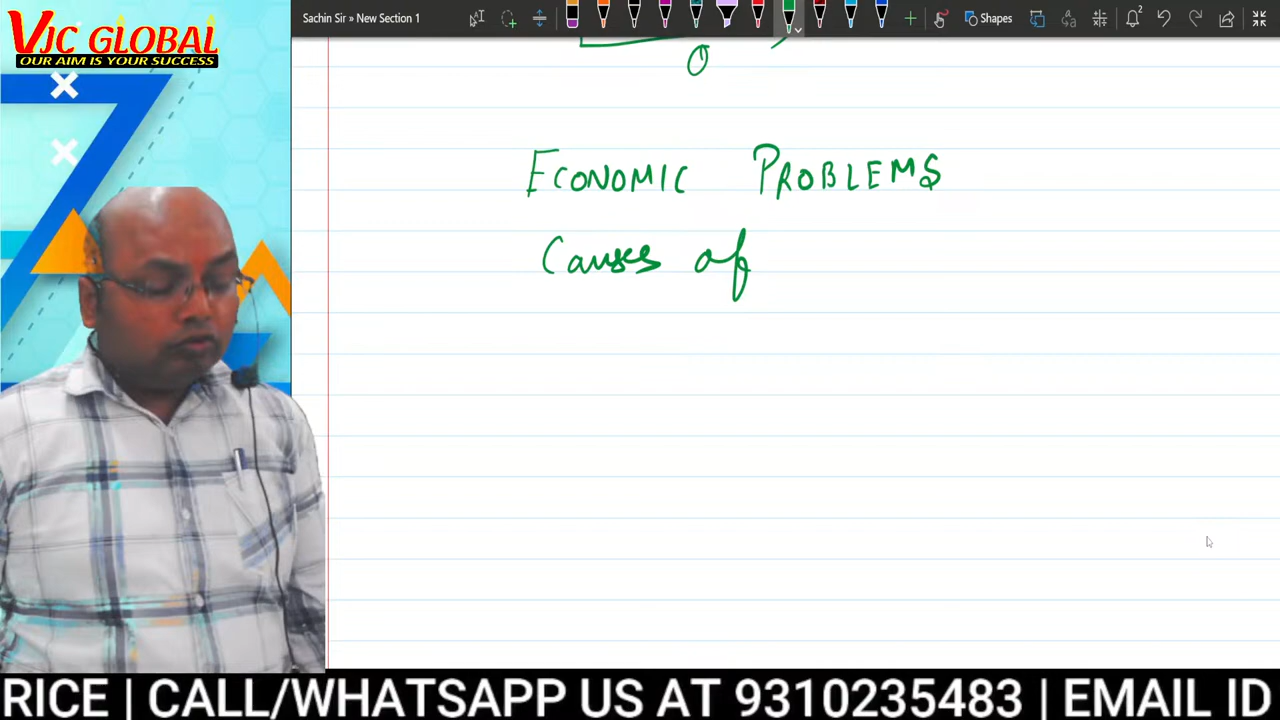 VJC GLOBAL
OUR AIM IS YOUR SUCCESS
Sachin Sir » New Section 1
Shapes
2
O
ECONOMIC PROBLEMS
Causes of
RICE | CALL/WHATSAPP US AT 9310235483 | EMAIL ID